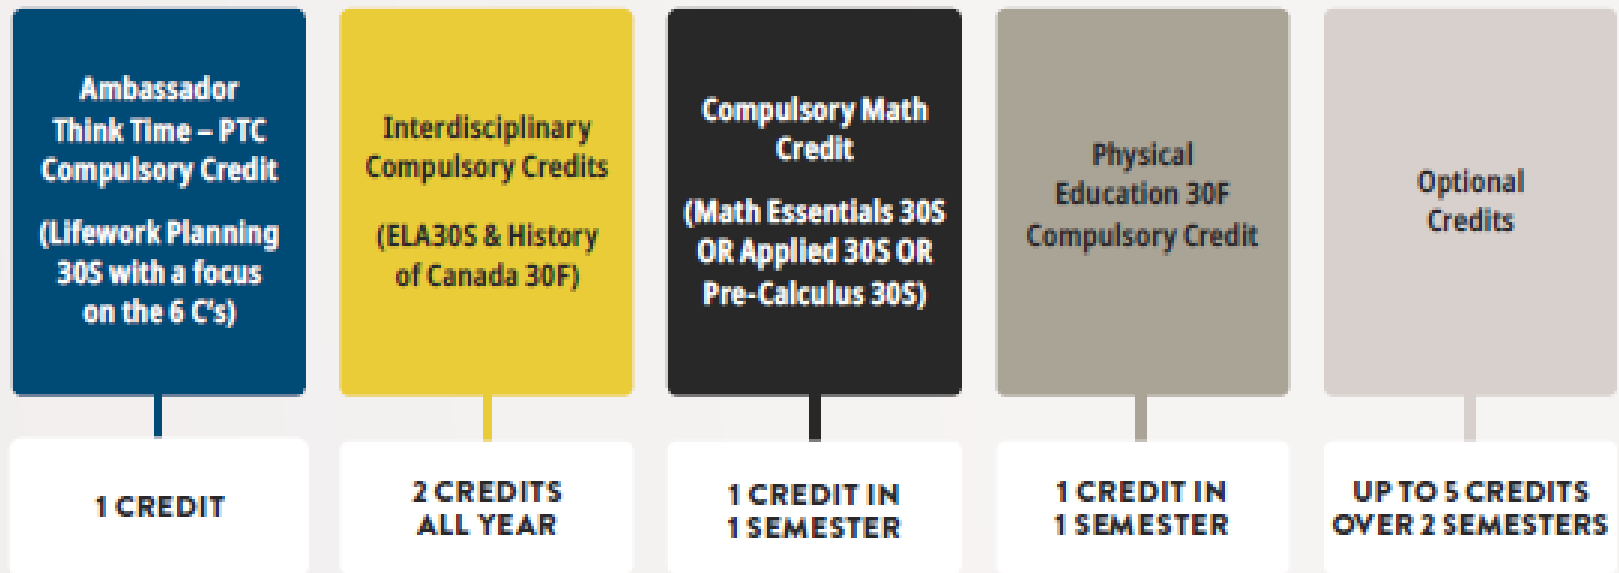 Ambassador
Think Time – PTC
Compulsory Credit
(Lifework Planning
30S with a focus
on the 6 C's)
1 CREDIT
Interdisciplinary
Compulsory Credits
(ELA30S & History
of Canada 30F)
2 CREDITS
ALL YEAR
Compulsory Math
Credit
(Math Essentials 30S
OR Applied 30S OR
Pre-Calculus 30S)
1 CREDIT IN
1 SEMESTER
Physical
Education 30F
Compulsory Credit
1 CREDIT IN
1 SEMESTER
Optional
Credits
UP TO 5 CREDITS
OVER 2 SEMESTERS